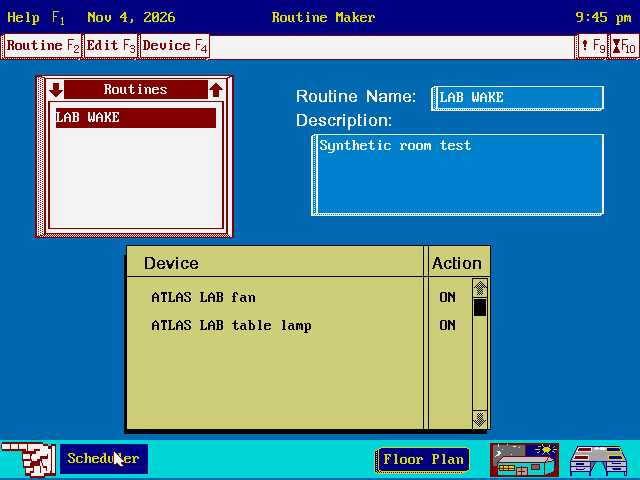 Help F1 Nov 4, 2026 Routine Maker 9:45 pm
Routine F2 Edit F3 Device F4 ! F9 F10
Routines
LAB WAKE
Routine Name: LAB WAKE
Description:
Synthetic room test
Device Action
ATLAS LAB fan ON
ATLAS LAB table lamp ON
Scheduler Floor Plan